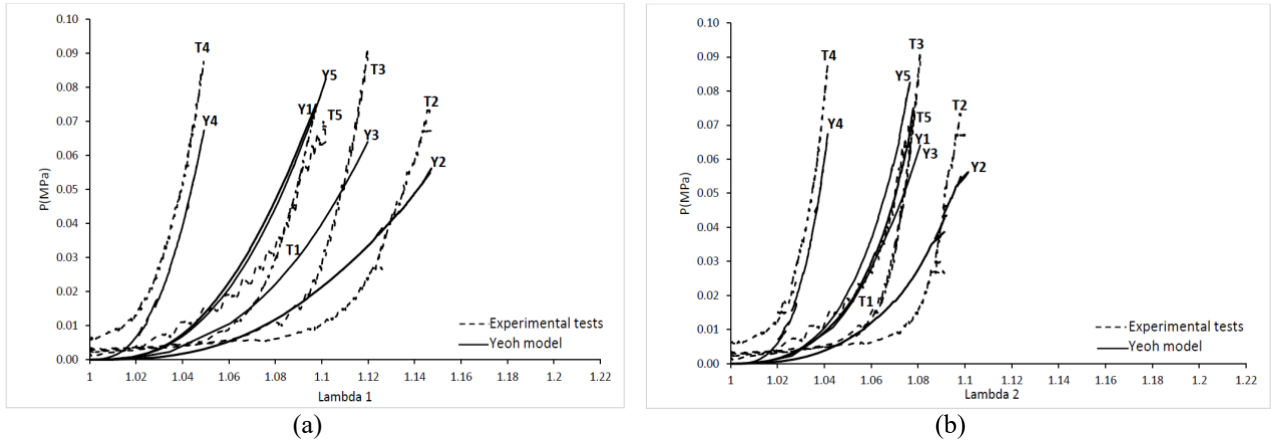 0.10
0.09
0.08
0.07
0.06
0.05
0.04
0.03
0.02
0.01
0.00
P(MPa)
T4
Y4
Y5
Y1
T5
T3
T2
Y3
Y2
T1
Experimental tests
Yeoh model
1 1.02 1.04 1.06 1.08 1.1 1.12 1.14 1.16 1.18 1.2 1.22
Lambda 1
(a)
0.10
0.09
0.08
0.07
0.06
0.05
0.04
0.03
0.02
0.01
0.00
P(MPa)
T4
Y4
T3
Y5
T5
T2
Y1
Y3
Y2
T1
Experimental tests
Yeoh model
1 1.02 1.04 1.06 1.08 1.1 1.12 1.14 1.16 1.18 1.2 1.22
Lambda 2
(b)